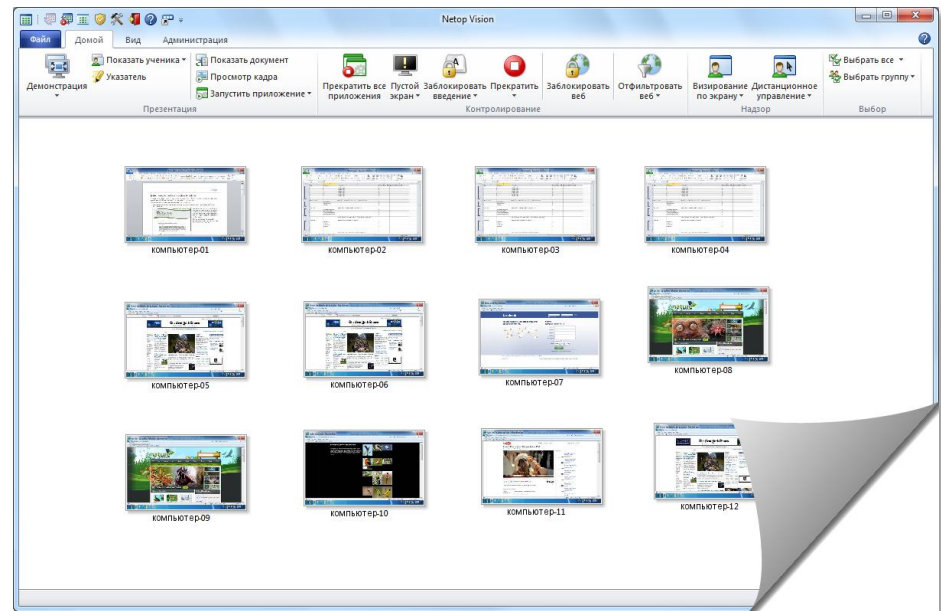 Netop Vision
Файл Домой Вид Администрация
Демонстрация
Показать ученика
Указатель
Показать документ
Просмотр кадра
Запустить приложение
Презентация
Прекратить все приложения
Пустой экран
Заблокировать введение
Прекратить
Заблокировать веб
Отфильтровать веб
Контролирование
Визирование по экрану
Дистанционное управление
Надзор
Выбрать все
Выбрать группу
Выбор
компьютер-01 компьютер-02 компьютер-03 компьютер-04
компьютер-05 компьютер-06 компьютер-07 компьютер-08
компьютер-09 компьютер-10 компьютер-11 компьютер-12